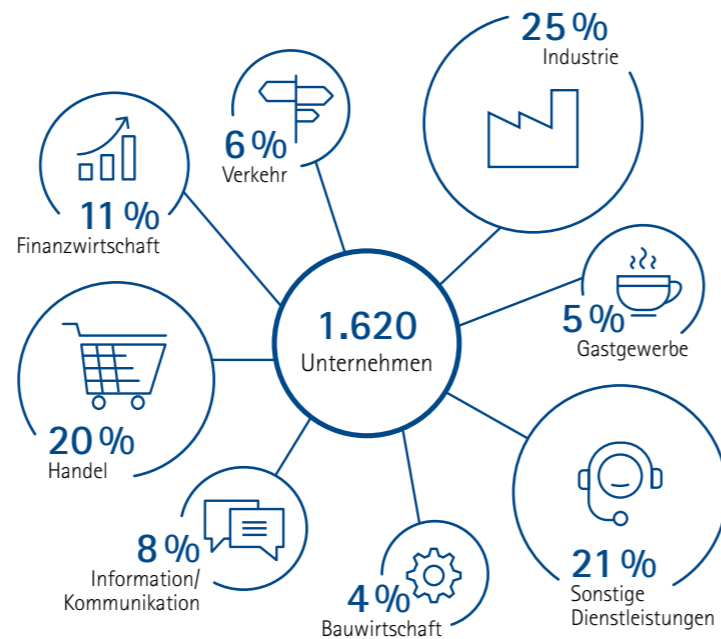 25 %
Industrie
6 %
Verkehr
11 %
Finanzwirtschaft
1.620
Unternehmen
5 %
Gastgewerbe
20 %
Handel
8 %
Information/
Kommunikation
4 %
Bauwirtschaft
21 %
Sonstige
Dienstleistungen